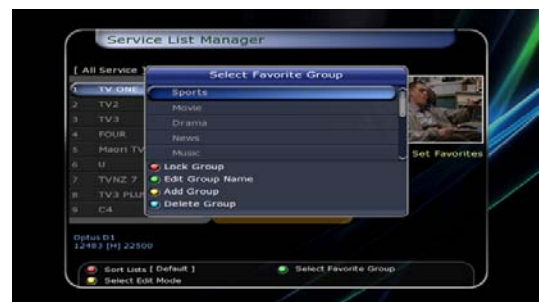 Service List Manager
[ All Service ]
Select Favorite Group
1 TV ONE
2 TV2
3 TV3
4 FOUR
5 Maori TV
6 U
7 TVNZ 7
8 TV3 PLU
9 C4
Sports
Movie
Drama
News
Music
Lock Group
Edit Group Name
Add Group
Delete Group
Set Favorites
Optus D1
12483 [H] 22500
Sort Lists [ Default ]
Select Favorite Group
Select Edit Mode